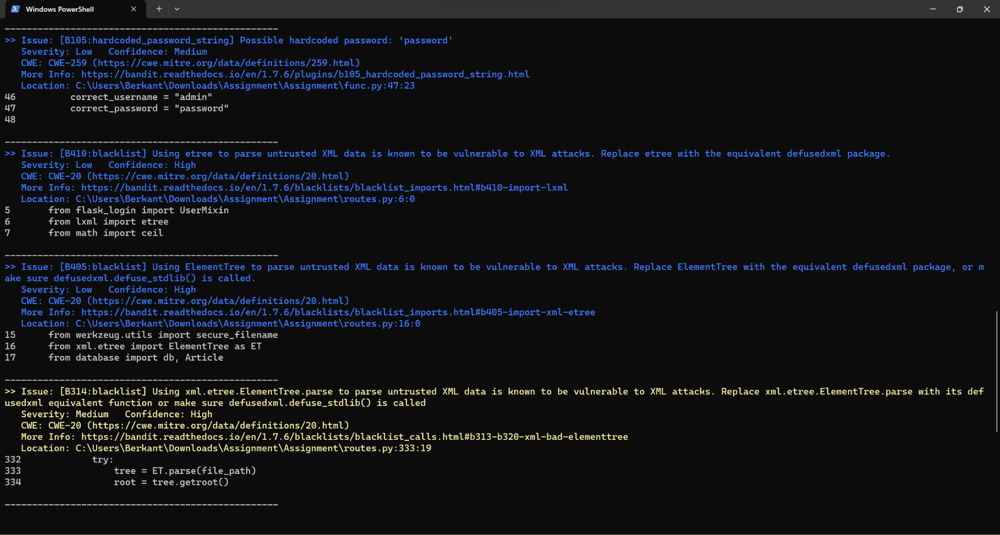 Windows PowerShell
--------------------------------------------------
>> Issue: [B105:hardcoded_password_string] Possible hardcoded password: 'password'
   Severity: Low   Confidence: Medium
   CWE: CWE-259 (https://cwe.mitre.org/data/definitions/259.html)
   More Info: https://bandit.readthedocs.io/en/1.7.6/plugins/b105_hardcoded_password_string.html
   Location: C:\Users\Berkant\Downloads\Assignment\Assignment\func.py:47:23
46          correct_username = "admin"
47          correct_password = "password"
48
--------------------------------------------------
>> Issue: [B410:blacklist] Using etree to parse untrusted XML data is known to be vulnerable to XML attacks. Replace etree with the equivalent defusedxml package.
   Severity: Low   Confidence: High
   CWE: CWE-20 (https://cwe.mitre.org/data/definitions/20.html)
   More Info: https://bandit.readthedocs.io/en/1.7.6/blacklists/blacklist_imports.html#b410-import-lxml
   Location: C:\Users\Berkant\Downloads\Assignment\Assignment\routes.py:6:0
5       from flask_login import UserMixin
6       from lxml import etree
7       from math import ceil
--------------------------------------------------
>> Issue: [B405:blacklist] Using ElementTree to parse untrusted XML data is known to be vulnerable to XML attacks. Replace ElementTree with the equivalent defusedxml package, or m
ake sure defusedxml.defuse_stdlib() is called.
   Severity: Low   Confidence: High
   CWE: CWE-20 (https://cwe.mitre.org/data/definitions/20.html)
   More Info: https://bandit.readthedocs.io/en/1.7.6/blacklists/blacklist_imports.html#b405-import-xml-etree
   Location: C:\Users\Berkant\Downloads\Assignment\Assignment\routes.py:16:0
15      from werkzeug.utils import secure_filename
16      from xml.etree import ElementTree as ET
17      from database import db, Article
--------------------------------------------------
>> Issue: [B314:blacklist] Using xml.etree.ElementTree.parse to parse untrusted XML data is known to be vulnerable to XML attacks. Replace xml.etree.ElementTree.parse with its def
usedxml equivalent function or make sure defusedxml.defuse_stdlib() is called
   Severity: Medium   Confidence: High
   CWE: CWE-20 (https://cwe.mitre.org/data/definitions/20.html)
   More Info: https://bandit.readthedocs.io/en/1.7.6/blacklists/blacklist_calls.html#b313-b320-xml-bad-elementtree
   Location: C:\Users\Berkant\Downloads\Assignment\Assignment\routes.py:333:19
332             try:
333                 tree = ET.parse(file_path)
334                 root = tree.getroot()
--------------------------------------------------